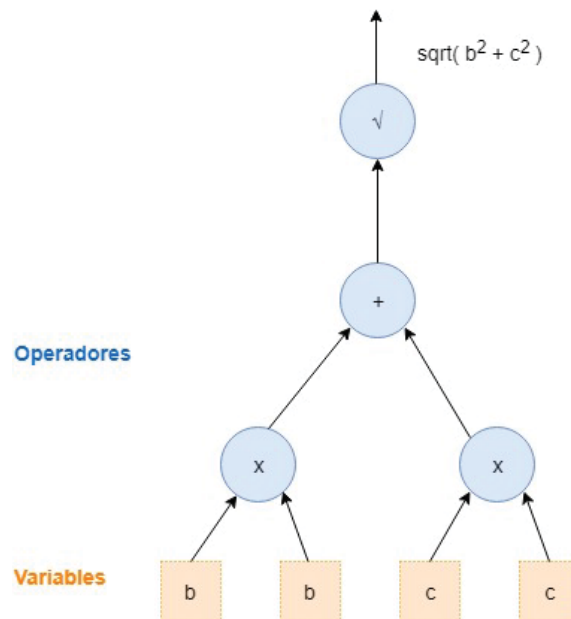 sqrt( b² + c² )
√
+
Operadores
x x
Variables
b b c c